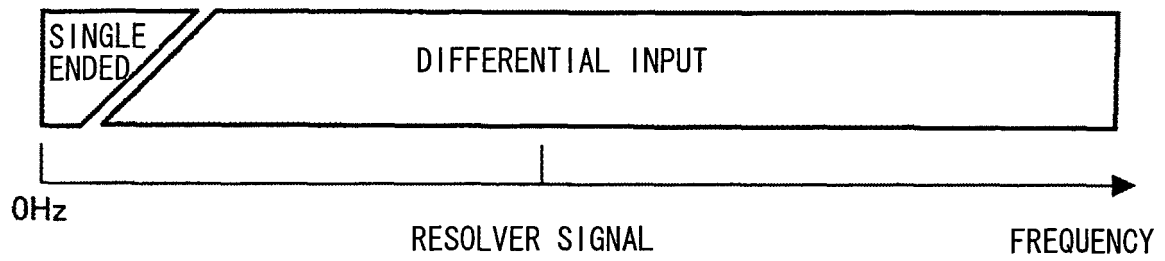 SINGLE
ENDED
DIFFERENTIAL INPUT
0Hz
RESOLVER SIGNAL
FREQUENCY